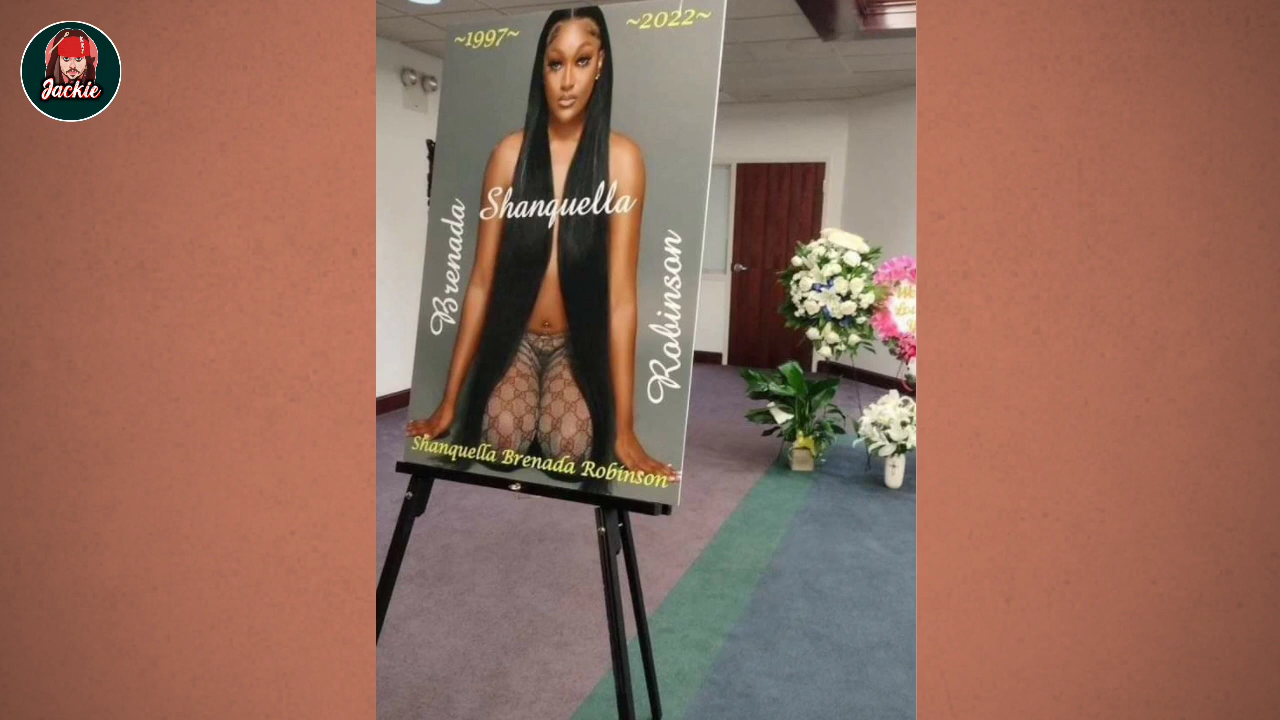 Jackie
~1997~
~2022~
Shanquella
Brenada
Robinson
Shanquella Brenada Robinson